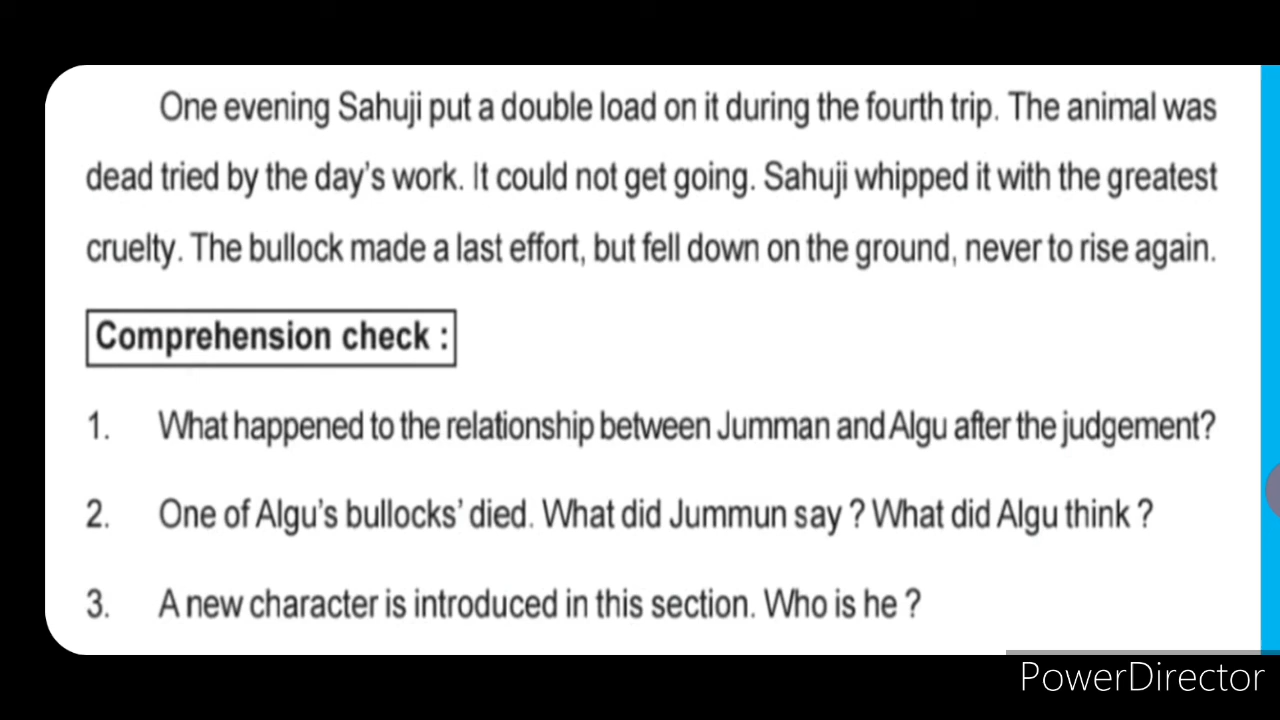 One evening Sahuji put a double load on it during the fourth trip. The animal was
dead tried by the day's work. It could not get going. Sahuji whipped it with the greatest
cruelty. The bullock made a last effort, but fell down on the ground, never to rise again.
Comprehension check :
1. What happened to the relationship between Jumman and Algu after the judgement?
2. One of Algu's bullocks' died. What did Jummun say ? What did Algu think ?
3. A new character is introduced in this section. Who is he ?
PowerDirector